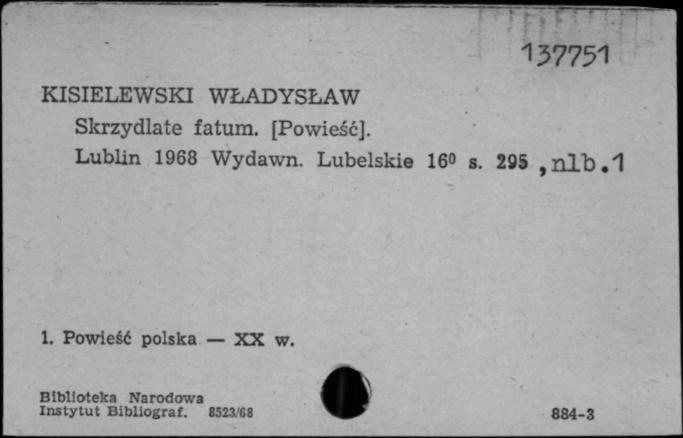 137751
KISIELEWSKI WŁADYSŁAW
Skrzydlate fatum. [Powieść].
Lublin 1968 Wydawn. Lubelskie 16⁰ s. 295 , nlb.1
1. Powieść polska — XX w.
Biblioteka Narodowa
Instytut Bibliograf. 8523/68
884-3